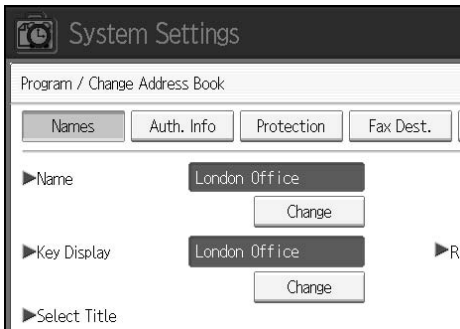 System Settings
Program / Change Address Book
Names Auth. Info Protection Fax Dest.
▶Name London Office
Change
▶Key Display London Office ▶R
Change
▶Select Title